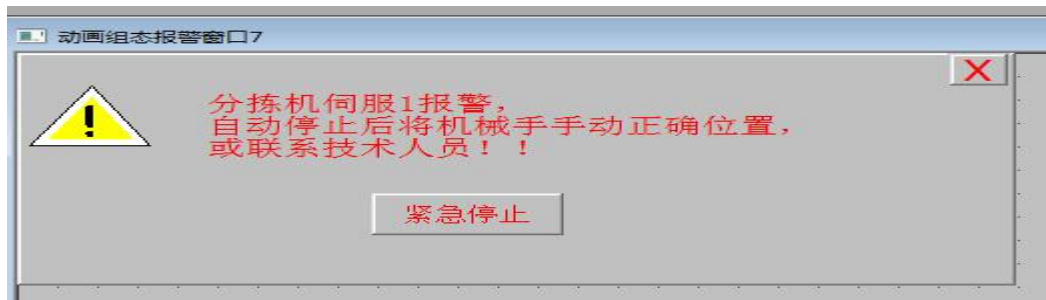 动画组态报警窗口7
X
分拣机伺服1报警，
自动停止后将机械手手动正确位置，
或联系技术人员！！
!
紧急停止